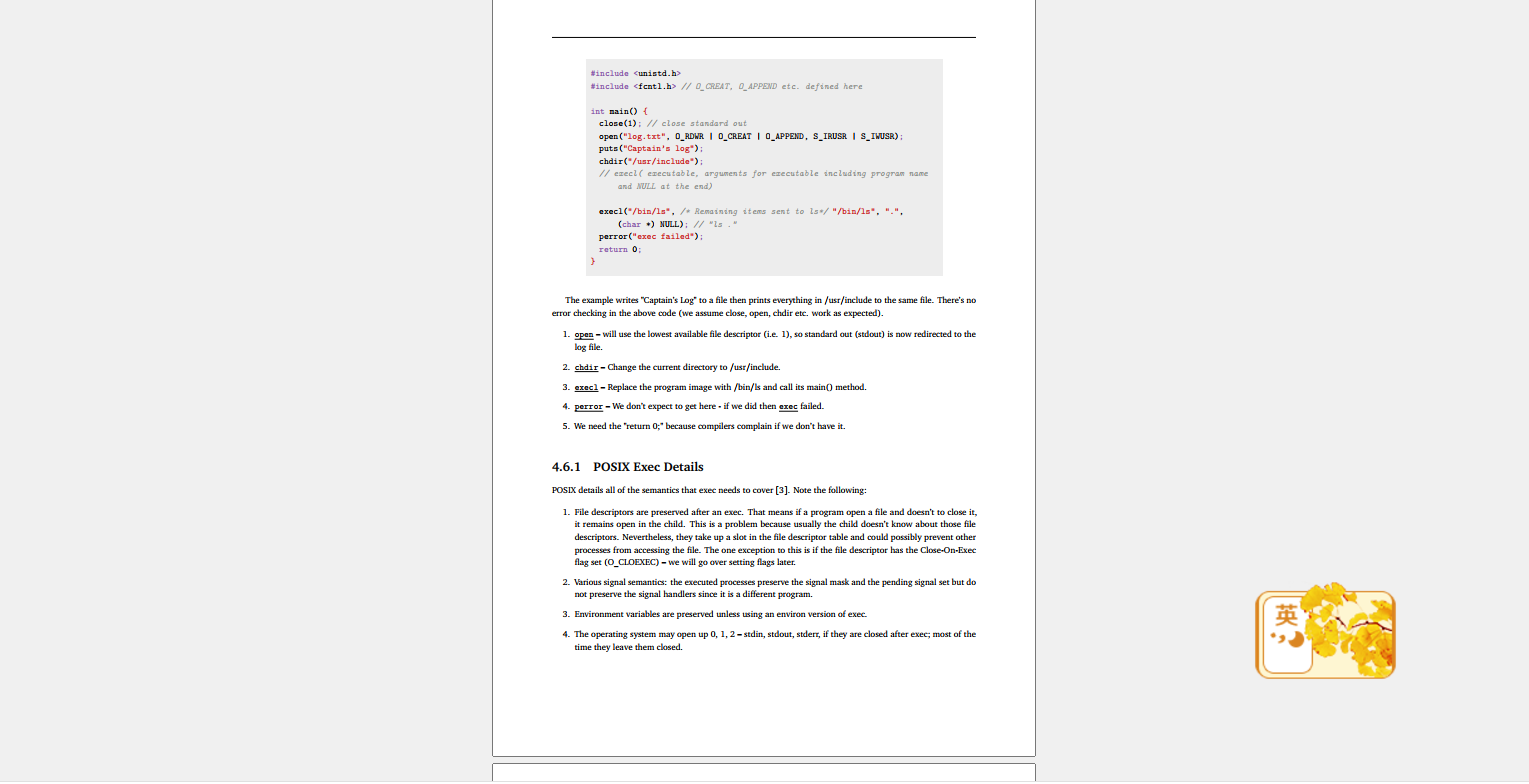 #include <unistd.h>
#include <fcntl.h> // O_CREAT, O_APPEND etc. defined here
int main() {
close(1); // close standard out
open("log.txt", O_RDWR | O_CREAT | O_APPEND, S_IRUSR | S_IWUSR);
puts("Captain's log");
chdir("/usr/include");
// execl( executable, arguments for executable including program name
and NULL at the end)
execl("/bin/ls", /* Remaining items sent to ls*/ "/bin/ls", ".",
(char *) NULL); // "ls ."
perror("exec failed");
return 0;
}
The example writes "Captain's Log" to a file then prints everything in /usr/include to the same file. There's no
error checking in the above code (we assume close, open, chdir etc. work as expected).
1. open – will use the lowest available file descriptor (i.e. 1), so standard out (stdout) is now redirected to the
log file.
2. chdir – Change the current directory to /usr/include.
3. execl – Replace the program image with /bin/ls and call its main() method.
4. perror – We don't expect to get here - if we did then exec failed.
5. We need the "return 0;" because compilers complain if we don't have it.
4.6.1 POSIX Exec Details
POSIX details all of the semantics that exec needs to cover [3]. Note the following:
1. File descriptors are preserved after an exec. That means if a program open a file and doesn't to close it,
it remains open in the child. This is a problem because usually the child doesn't know about those file
descriptors. Nevertheless, they take up a slot in the file descriptor table and could possibly prevent other
processes from accessing the file. The one exception to this is if the file descriptor has the Close-On-Exec
flag set (O_CLOEXEC) – we will go over setting flags later.
2. Various signal semantics: the executed processes preserve the signal mask and the pending signal set but do
not preserve the signal handlers since it is a different program.
3. Environment variables are preserved unless using an environ version of exec.
4. The operating system may open up 0, 1, 2 – stdin, stdout, stderr, if they are closed after exec; most of the
time they leave them closed.
英